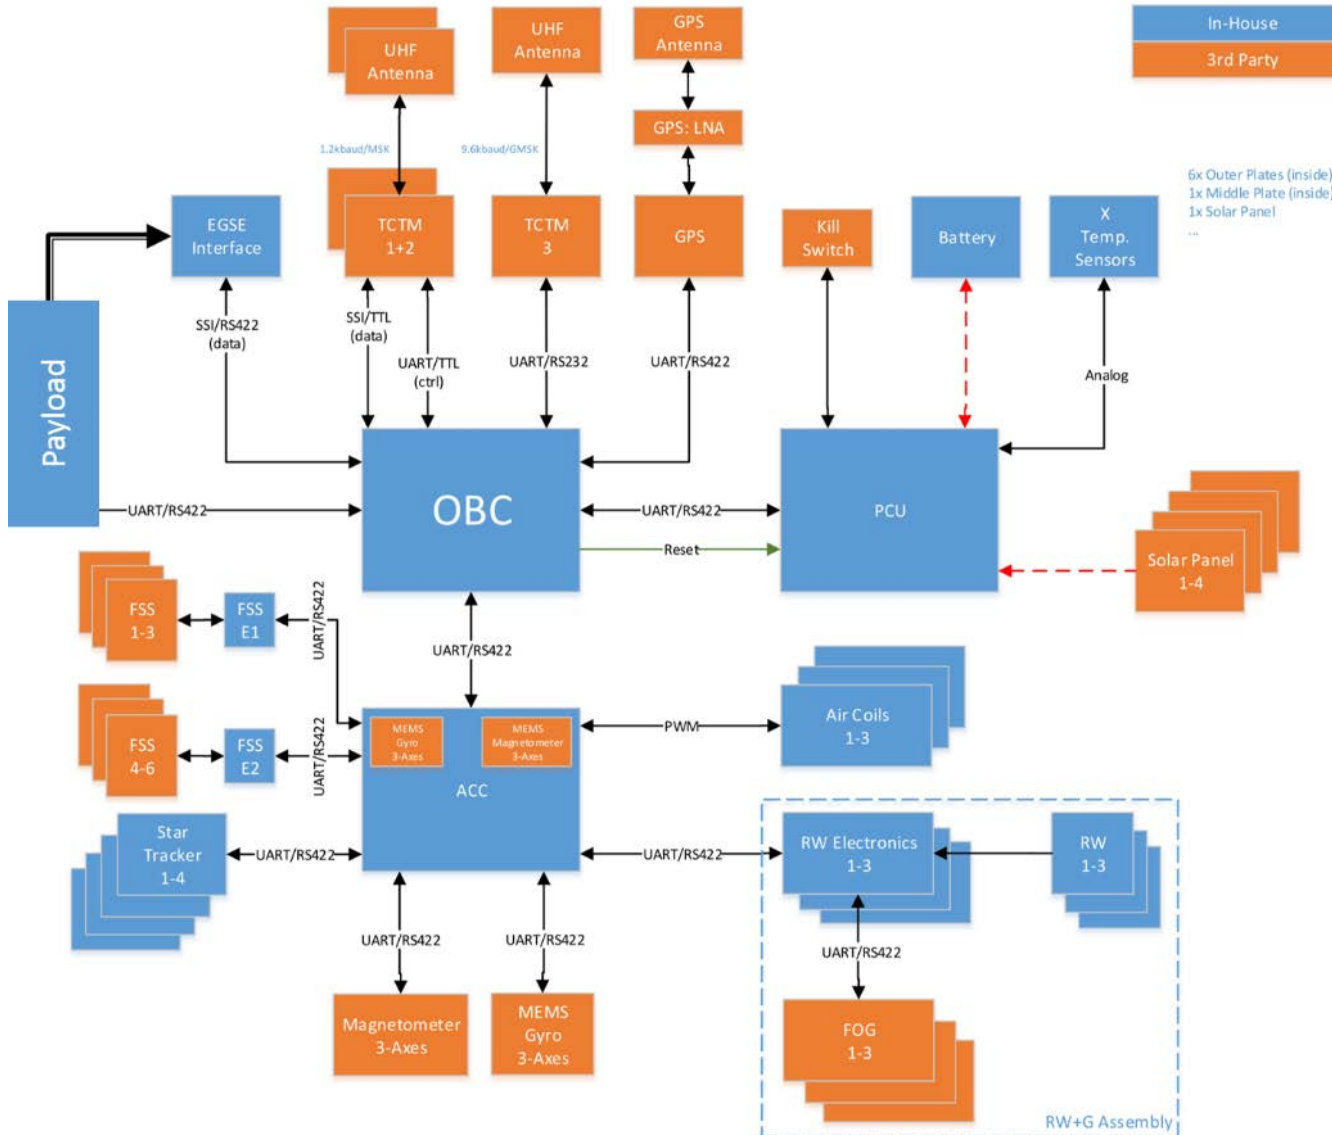 UHF
Antenna
UHF
Antenna
GPS
Antenna
In-House
3rd Party
GPS: LNA
1.2kbaud/MSK
9.6kbaud/GMSK
6x Outer Plates (inside)
1x Middle Plate (inside)
1x Solar Panel
...
EGSE
Interface
TCTM
1+2
TCTM
3
GPS
Kill
Switch
Battery
X
Temp.
Sensors
SSI/RS422
(data)
SSI/TTL
(data)
UART/TTL
(ctrl)
UART/RS232
UART/RS422
Analog
Payload
OBC
PCU
UART/RS422
UART/RS422
Reset
Solar Panel
1-4
FSS
1-3
FSS
E1
UART/RS422
UART/RS422
FSS
4-6
FSS
E2
UART/RS422
MEMS
Gyro
3-Axes
MEMS
Magnetometer
3-Axes
ACC
PWM
Air Coils
1-3
Star
Tracker
1-4
UART/RS422
UART/RS422
RW Electronics
1-3
RW
1-3
UART/RS422
UART/RS422
UART/RS422
Magnetometer
3-Axes
MEMS
Gyro
3-Axes
FOG
1-3
RW+G Assembly